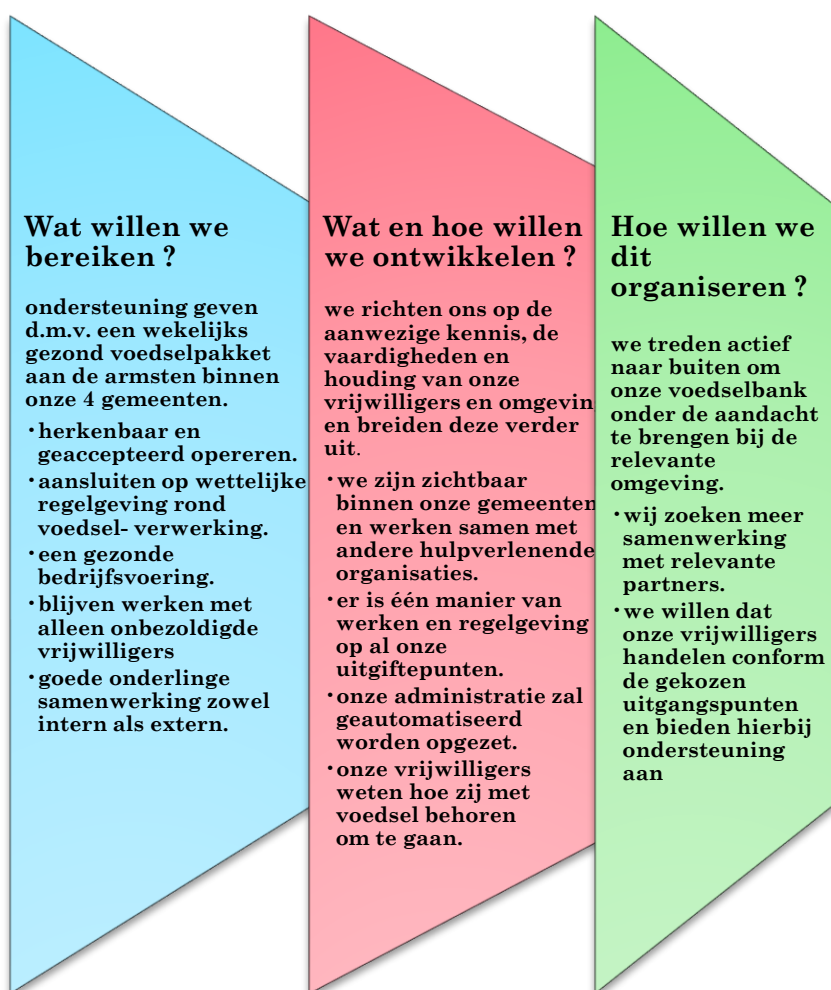 Wat willen we
bereiken ?
ondersteuning geven
d.m.v. een wekelijks
gezond voedselpakket
aan de armsten binnen
onze 4 gemeenten.
·herkenbaar en
geaccepteerd opereren.
·aansluiten op wettelijke
regelgeving rond
voedsel- verwerking.
·een gezonde
bedrijfsvoering.
·blijven werken met
alleen onbezoldigde
vrijwilligers
·goede onderlinge
samenwerking zowel
intern als extern.
Wat en hoe willen
we ontwikkelen ?
we richten ons op de
aanwezige kennis, de
vaardigheden en
houding van onze
vrijwilligers en omgevin
en breiden deze verder
uit.
·we zijn zichtbaar
binnen onze gemeenten
en werken samen met
andere hulpverlenende
organisaties.
·er is één manier van
werken en regelgeving
op al onze
uitgiftepunten.
·onze administratie zal
geautomatiseerd
worden opgezet.
·onze vrijwilligers
weten hoe zij met
voedsel behoren
om te gaan.
Hoe willen we
dit
organiseren ?
we treden actief
naar buiten om
onze voedselbank
onder de aandacht
te brengen bij de
relevante
omgeving.
·wij zoeken meer
samenwerking
met relevante
partners.
·we willen dat
onze vrijwilligers
handelen conform
de gekozen
uitgangspunten
en bieden hierbij
ondersteuning
aan